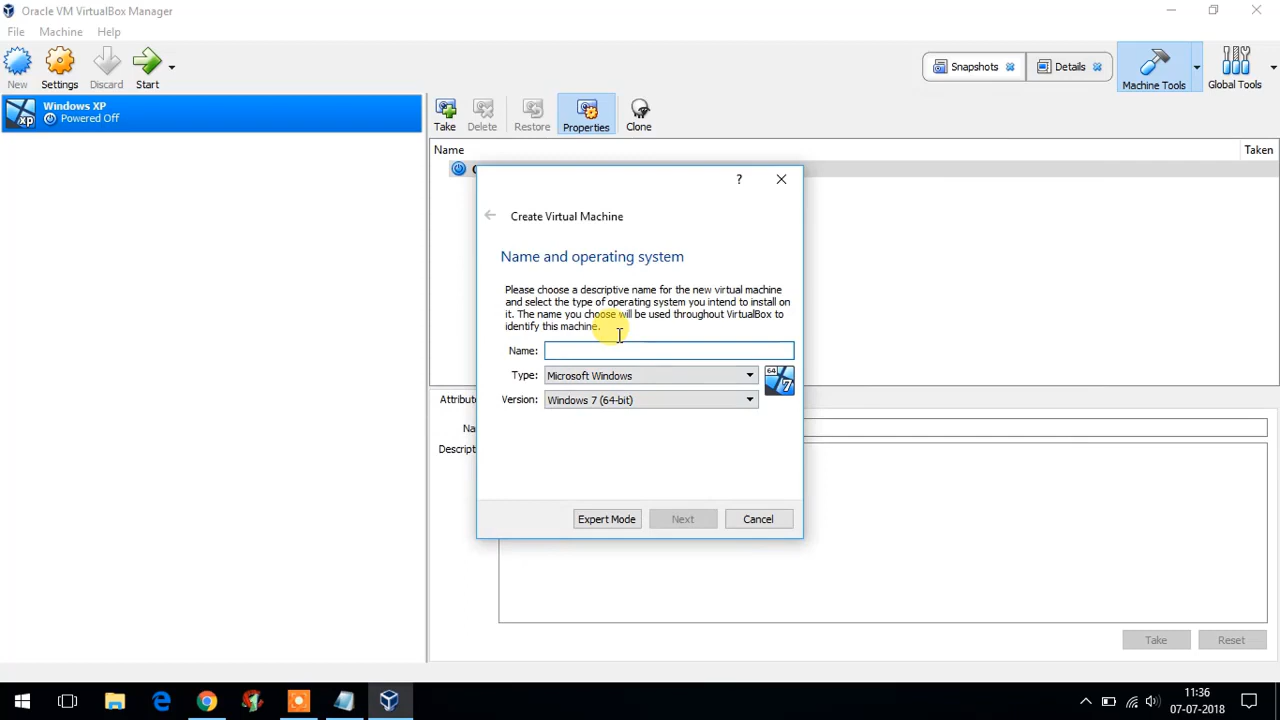 Oracle VM VirtualBox Manager
File Machine Help
New Settings Discard Start
Snapshots Details
Machine Tools Global Tools
Windows XP
Powered Off
XP
Take Delete Restore Properties Clone
Name Taken
Create Virtual Machine
Name and operating system
Please choose a descriptive name for the new virtual machine
and select the type of operating system you intend to install on
it. The name you choose will be used throughout VirtualBox to
identify this machine.
Name:
Type: Microsoft Windows
64
7
Version: Windows 7 (64-bit)
Expert Mode Next Cancel
Take Reset
11:36
07-07-2018